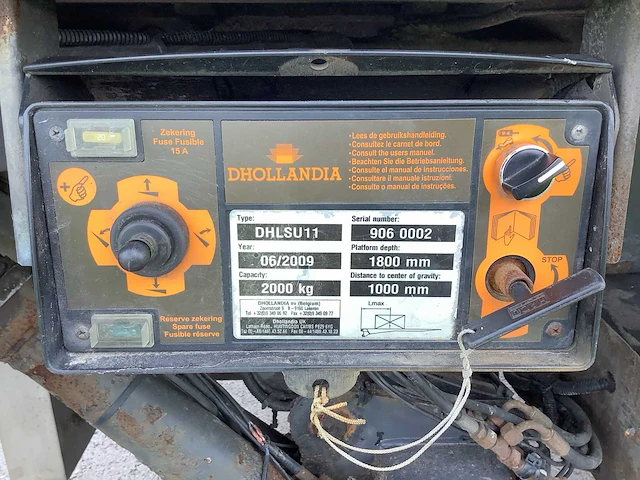 Zekering
Fuse Fusible
15 A
DHOLLANDIA
•Lees de gebruikshandleiding.
•Consultez le carnet de bord.
•Consult the users manual.
•Beachten Sie die Betriebsanleitung.
•Consulte el manual de instrucciones.
•Consultare il manuale istruzioni.
•Consulte o manual de instruções.
Type:
DHLSU11
Serial number:
906 0002
Year:
06/2009
Platform depth:
1800 mm
Capacity:
2000 kg
Distance to center of gravity:
1000 mm
DHOLLANDIA nv (Belgium)
Dhollandia UK
Lmax
STOP
Reserve zekering
Spare fuse
Fusible réserve